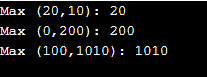 Max (20,10): 20
Max (0,200): 200
Max (100,1010): 1010